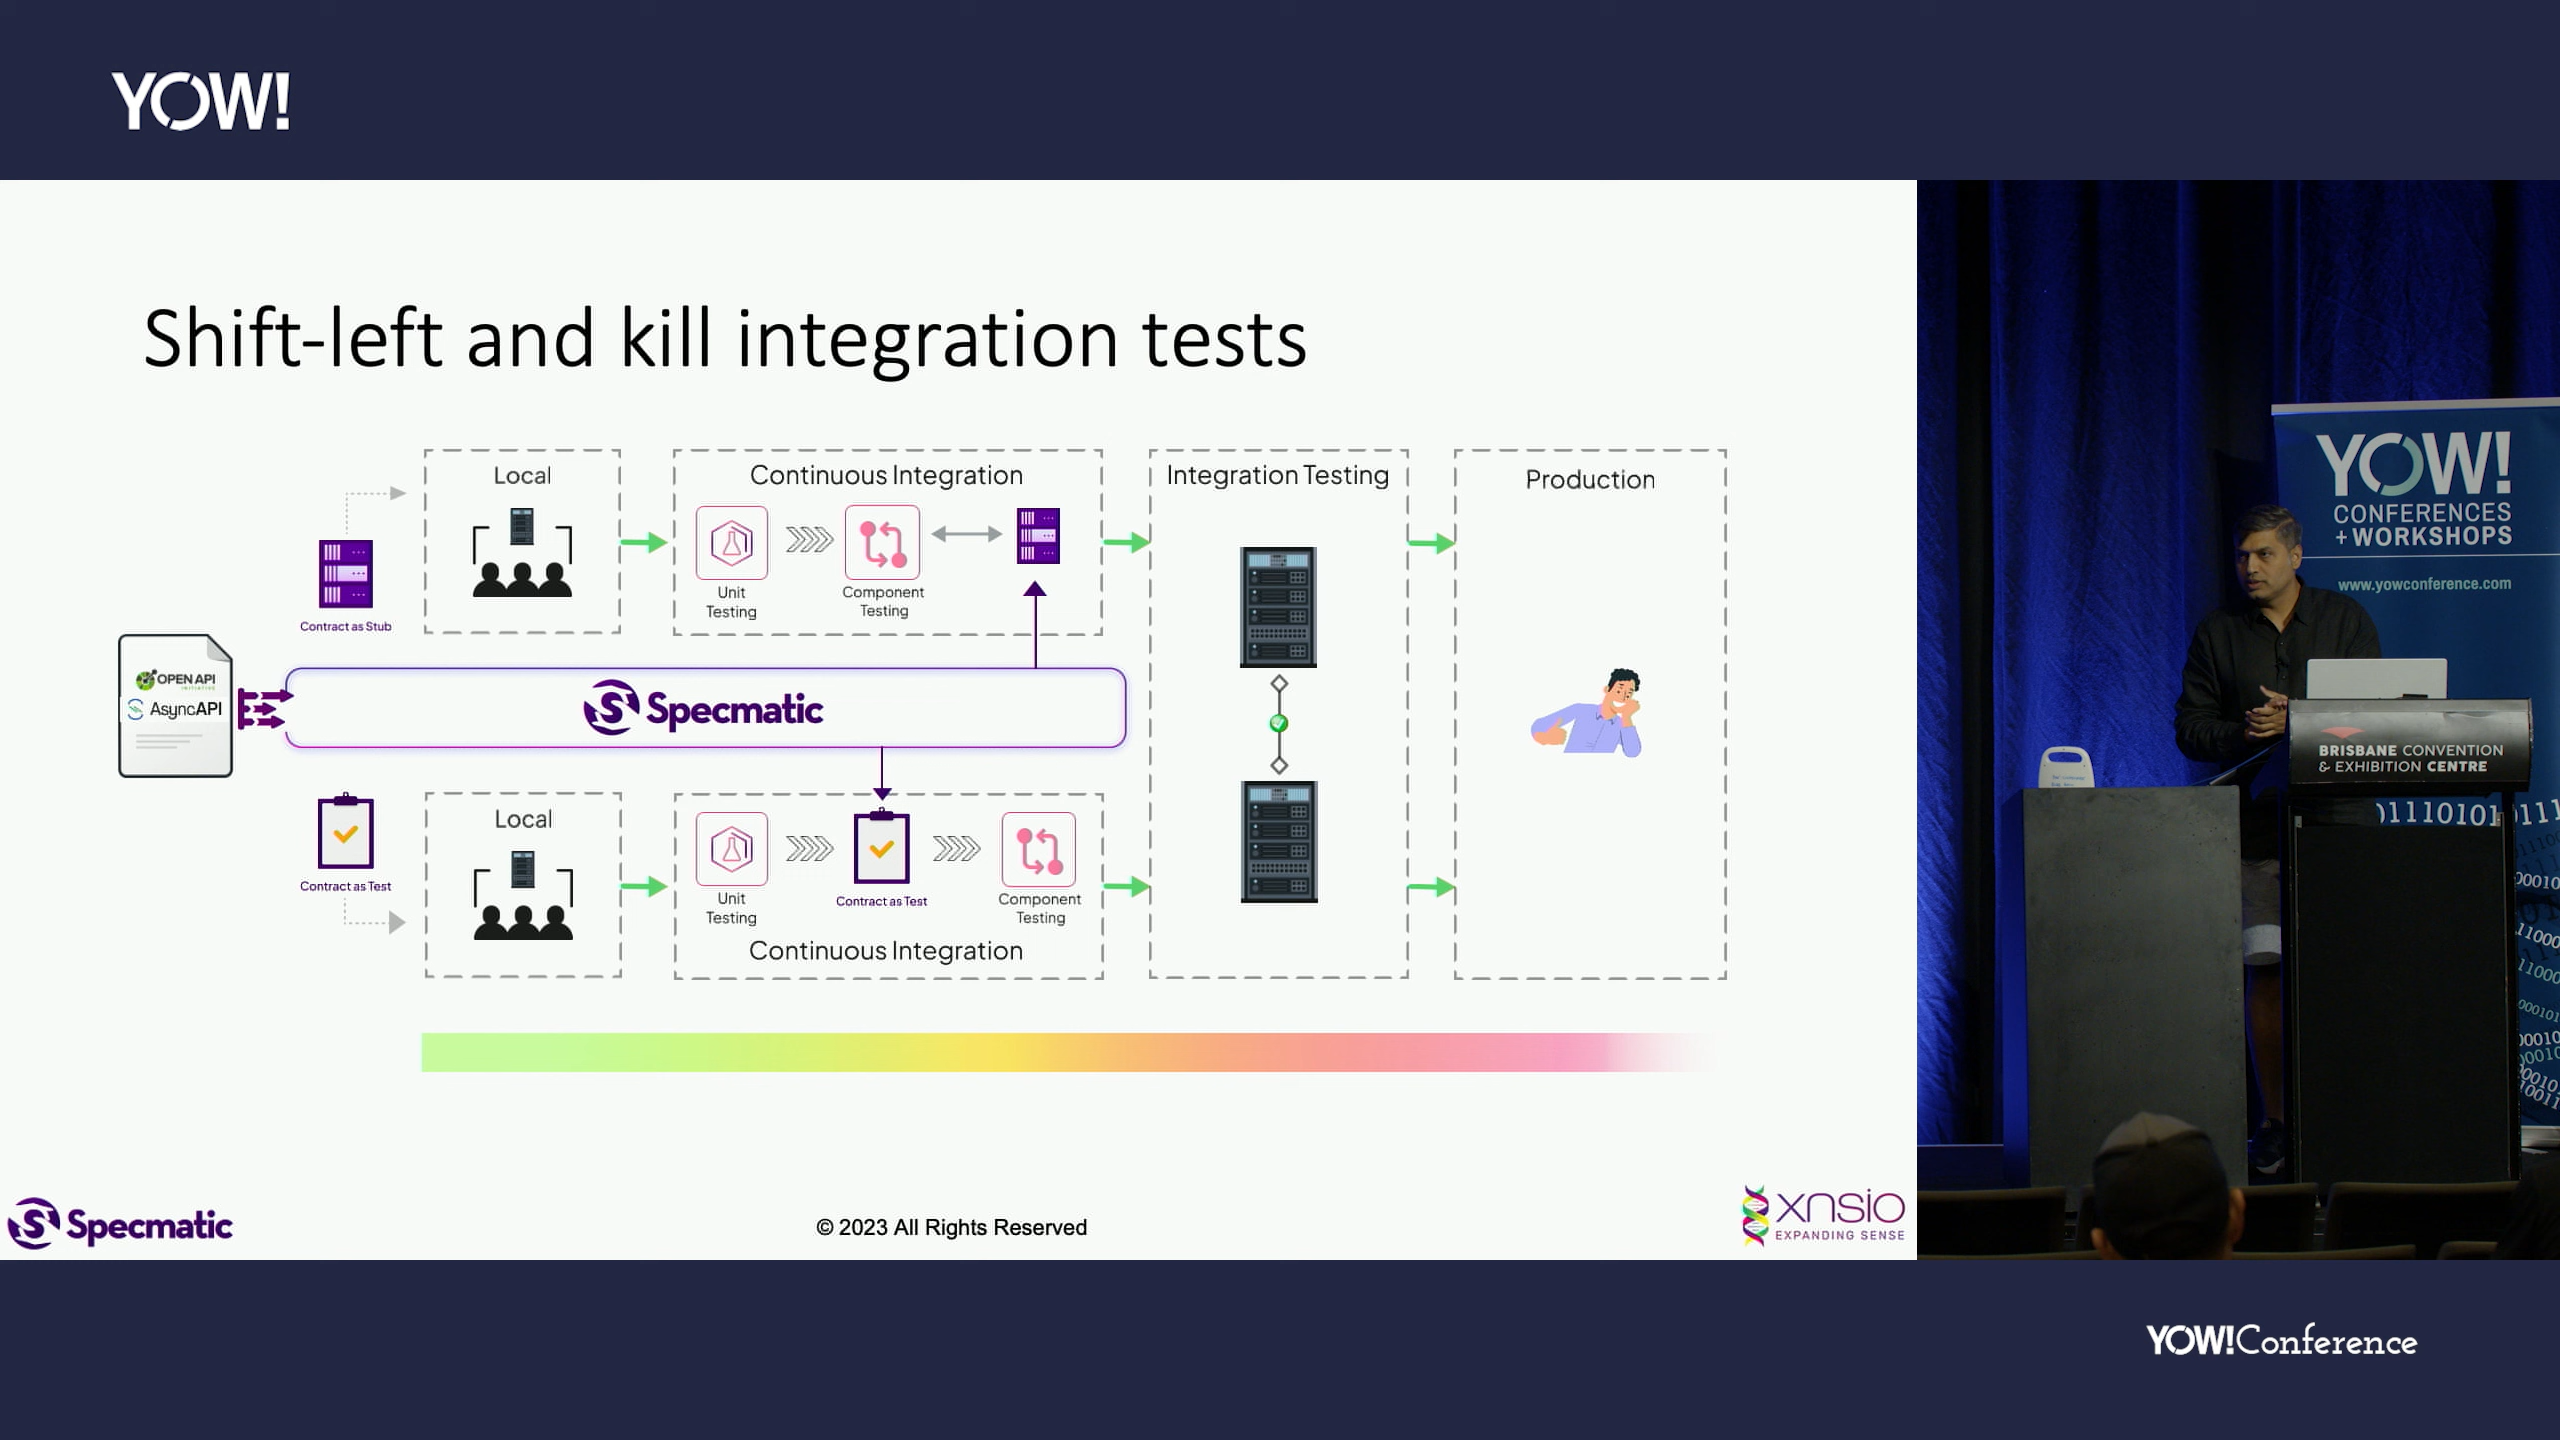 YOW!
Shift-left and kill integration tests
Local
Continuous Integration
Integration Testing
Production
Unit
Testing
Component
Testing
Contract as Stub
OPEN API
INITIATIVE
AsyncAPI
Specmatic
Contract as Test
Local
Unit
Testing
Contract as Test
Component
Testing
Continuous Integration
Specmatic
© 2023 All Rights Reserved
xnsio
EXPANDING SENSE
YOW!
CONFERENCES
+ WORKSHOPS
www.yowconference.com
BRISBANE CONVENTION
& EXHIBITION CENTRE
YOW!Conference